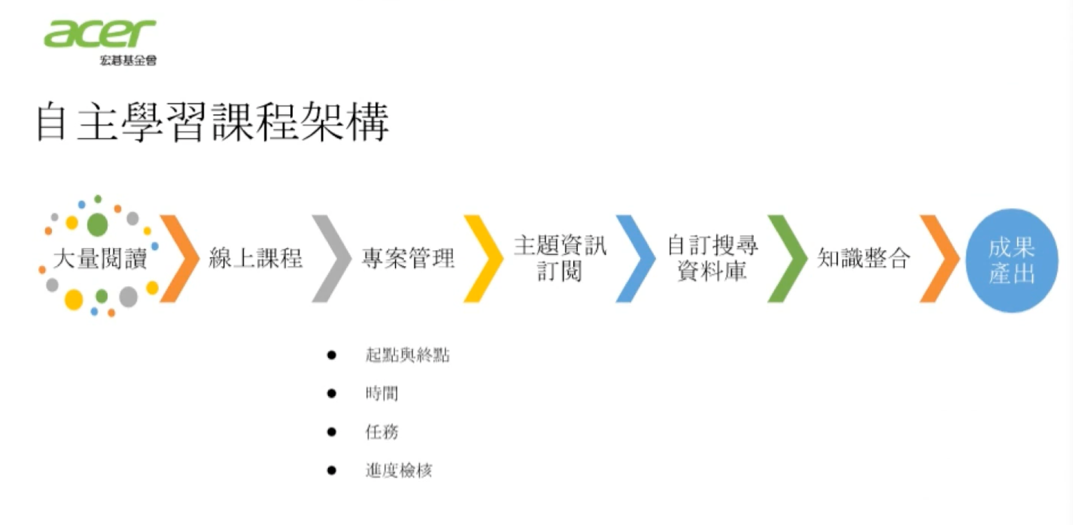 acer
宏碁基金會
自主學習課程架構
大量閱讀
線上課程
專案管理
主題資訊
訂閱
自訂搜尋
資料庫
知識整合
成果
產出
● 起點與終點
● 時間
● 任務
● 進度檢核